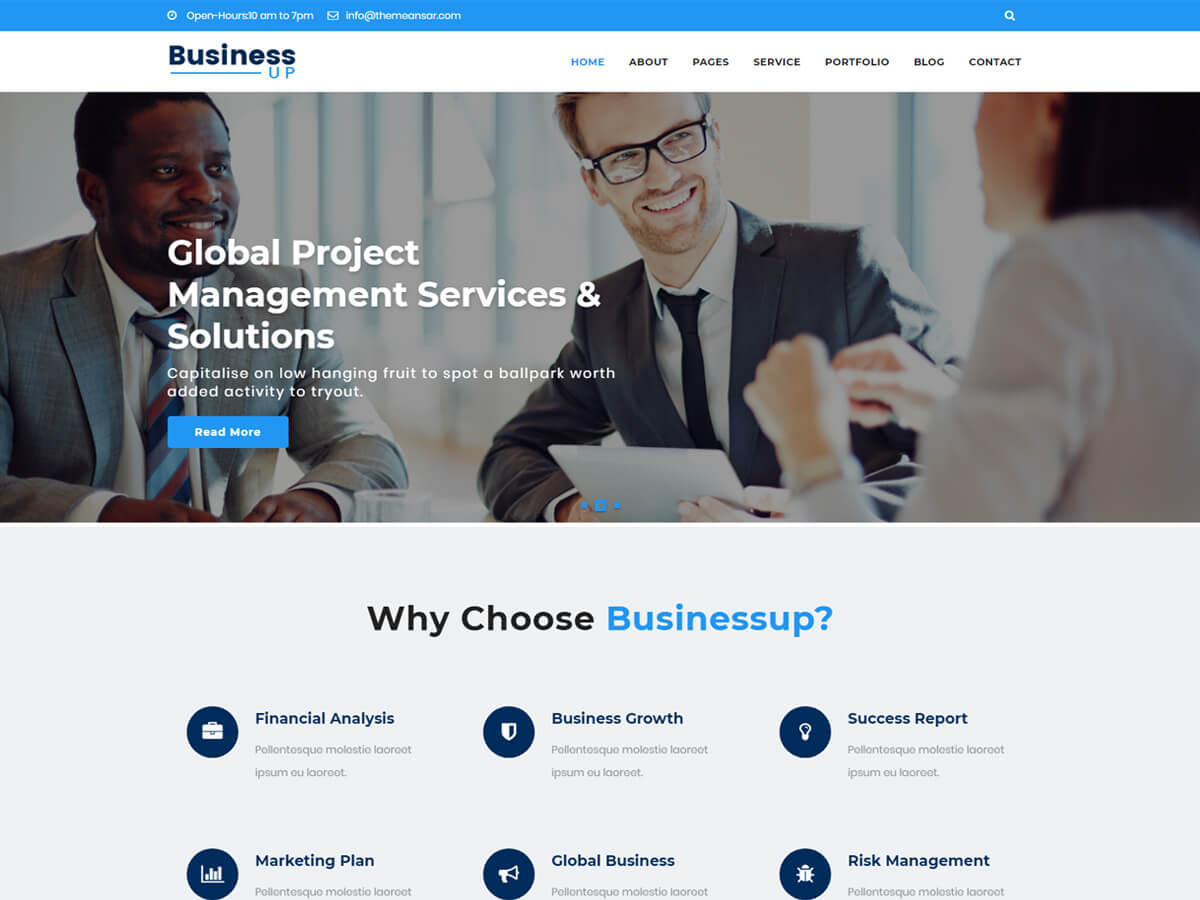 Open-Hours:10 am to 7pm info@themeansar.com
Business
UP
HOME ABOUT PAGES SERVICE PORTFOLIO BLOG CONTACT
Global Project
Management Services &
Solutions
Capitalise on low hanging fruit to spot a ballpark worth
added activity to tryout.
Read More
Why Choose Businessup?
Financial Analysis
Pellentesque molestie laoreet
ipsum eu laoreet.
Business Growth
Pellentesque molestie laoreet
ipsum eu laoreet.
Success Report
Pellentesque molestie laoreet
ipsum eu laoreet.
Marketing Plan
Pellentesque molestie laoreet
Global Business
Pellentesque molestie laoreet
Risk Management
Pellentesque molestie laoreet